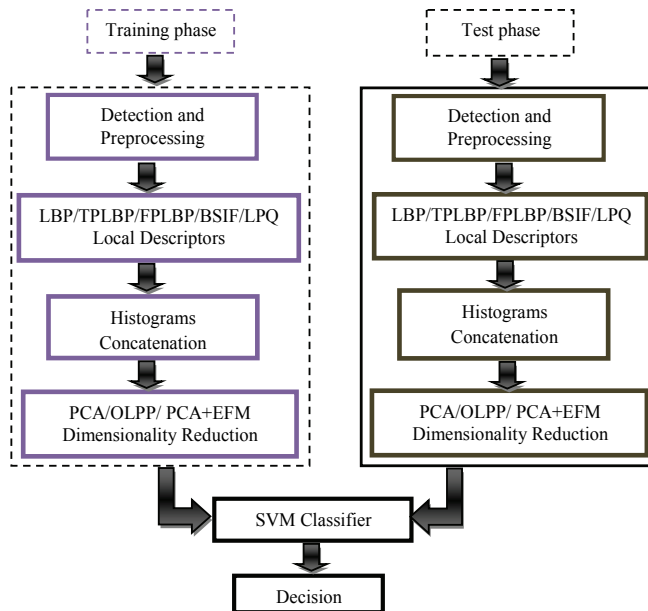 Training phase
Detection and
Preprocessing
LBP/TPLBP/FPLBP/BSIF/LPQ
Local Descriptors
Histograms
Concatenation
PCA/OLPP/ PCA+EFM
Dimensionality Reduction
Test phase
Detection and
Preprocessing
LBP/TPLBP/FPLBP/BSIF/LPQ
Local Descriptors
Histograms
Concatenation
PCA/OLPP/ PCA+EFM
Dimensionality Reduction
SVM Classifier
Decision